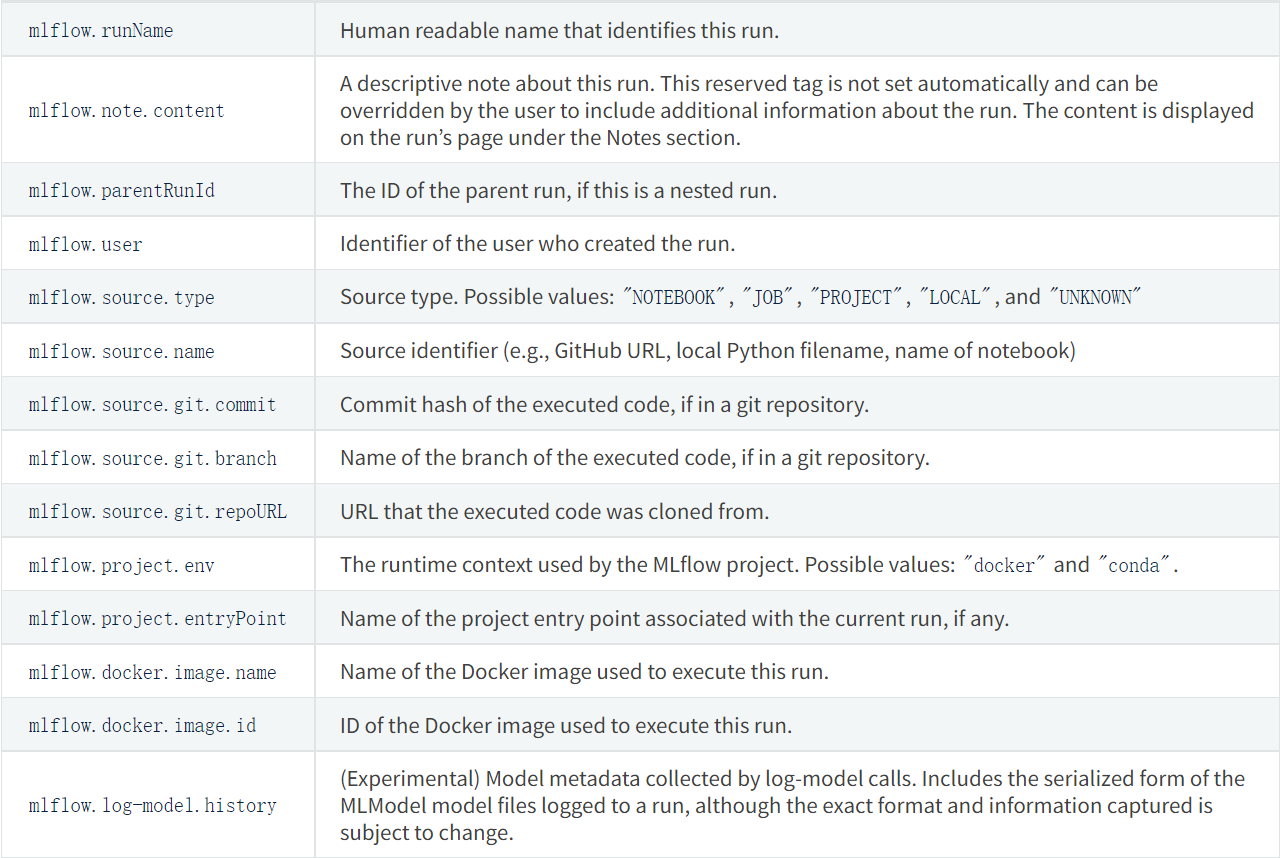 mlflow.runName
Human readable name that identifies this run.
mlflow.note.content
A descriptive note about this run. This reserved tag is not set automatically and can be
overridden by the user to include additional information about the run. The content is displayed
on the run’s page under the Notes section.
mlflow.parentRunId
The ID of the parent run, if this is a nested run.
mlflow.user
Identifier of the user who created the run.
mlflow.source.type
Source type. Possible values: "NOTEBOOK", "JOB", "PROJECT", "LOCAL", and "UNKNOWN"
mlflow.source.name
Source identifier (e.g., GitHub URL, local Python filename, name of notebook)
mlflow.source.git.commit
Commit hash of the executed code, if in a git repository.
mlflow.source.git.branch
Name of the branch of the executed code, if in a git repository.
mlflow.source.git.repoURL
URL that the executed code was cloned from.
mlflow.project.env
The runtime context used by the MLflow project. Possible values: "docker" and "conda".
mlflow.project.entryPoint
Name of the project entry point associated with the current run, if any.
mlflow.docker.image.name
Name of the Docker image used to execute this run.
mlflow.docker.image.id
ID of the Docker image used to execute this run.
mlflow.log-model.history
(Experimental) Model metadata collected by log-model calls. Includes the serialized form of the
MLModel model files logged to a run, although the exact format and information captured is
subject to change.